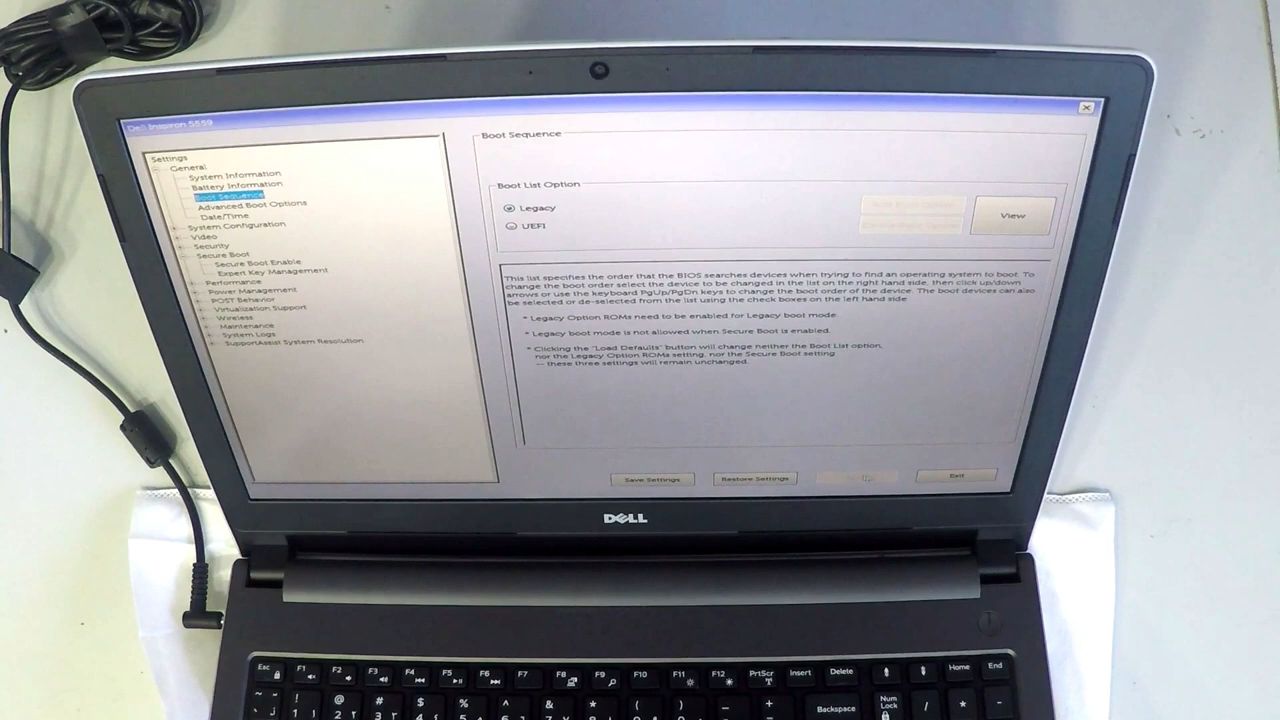 Dell Inspiron 5559
Settings
General
System Information
Battery Information
Boot Sequence
Advanced Boot Options
Date/Time
System Configuration
Video
Security
Secure Boot
Secure Boot Enable
Expert Key Management
Performance
Power Management
POST Behavior
Virtualization Support
Wireless
Maintenance
System Logs
SupportAssist System Resolution
Boot Sequence
Boot List Option
Legacy
UEFI
View
This list specifies the order that the BIOS searches devices when trying to find an operating system to boot. To
change the boot order select the device to be changed in the list on the right hand side, then click up/down
arrows or use the keyboard PgUp/PgDn keys to change the boot order of the device. The boot devices can also
be selected or de-selected from the list using the check boxes on the left hand side.
* Legacy Option ROMs need to be enabled for Legacy boot mode.
* Legacy boot mode is not allowed when Secure Boot is enabled.
* Clicking the "Load Defaults" button will change neither the Boot List option,
nor the Legacy Option ROMs setting, nor the Secure Boot setting
-- these three settings will remain unchanged.
Save Settings Restore Settings Exit
DELL
Esc F1 F2 F3 F4 F5 F6 F7 F8 F9 F10 F11 F12 PrtScr Insert Delete Home End
~ ! @ # $ % ^ & * ( ) _ + Backspace Num Lock / * -